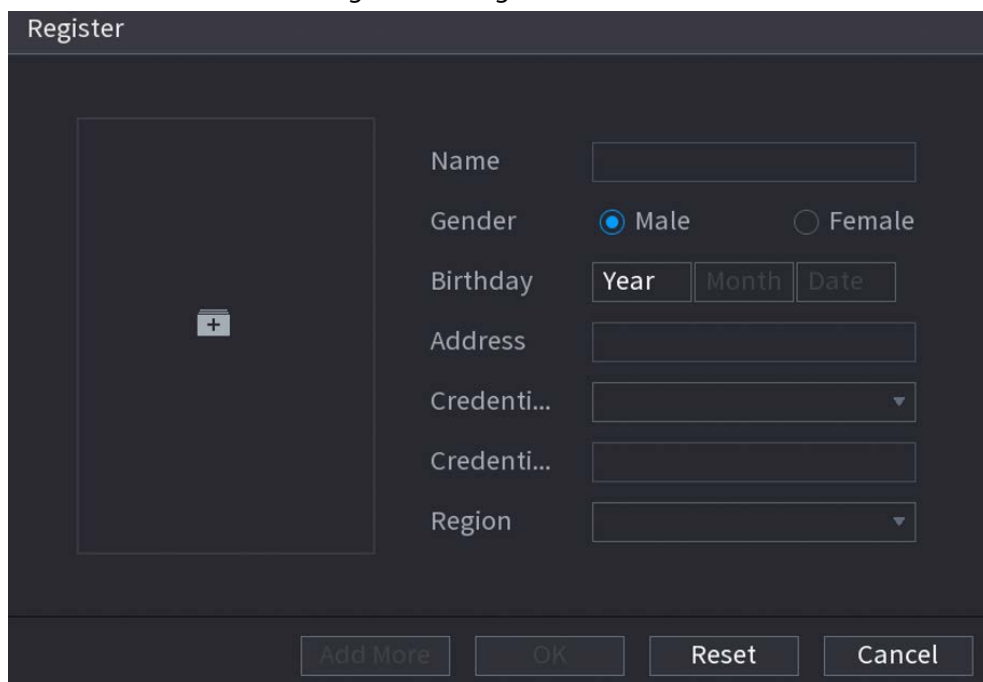 Register
Name
Gender Male Female
Birthday Year Month Date
Address
Credenti...
Credenti...
Region
Add More OK Reset Cancel